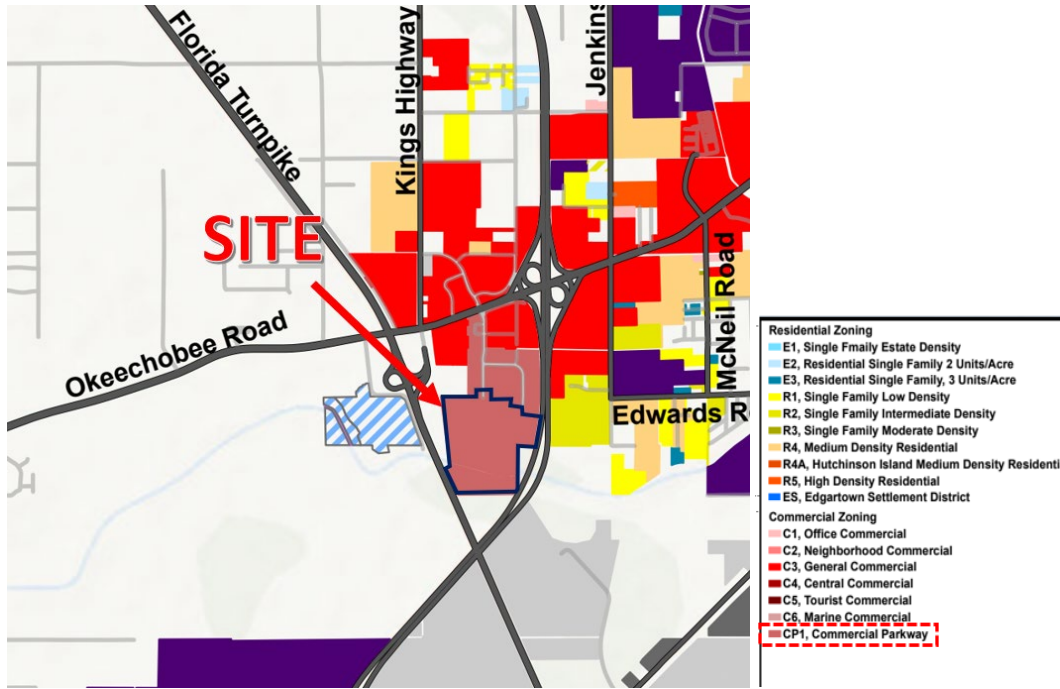 Florida Turnpike
Kings Highway
Jenkins
SITE
McNeil Road
Okeechobee Road
Edwards R
Residential Zoning
E1, Single Fmaily Estate Density
E2, Residential Single Family 2 Units/Acre
E3, Residential Single Family, 3 Units/Acre
R1, Single Family Low Density
R2, Single Family Intermediate Density
R3, Single Family Moderate Density
R4, Medium Density Residential
R4A, Hutchinson Island Medium Density Residenti
R5, High Density Residential
ES, Edgartown Settlement District
Commercial Zoning
C1, Office Commercial
C2, Neighborhood Commercial
C3, General Commercial
C4, Central Commercial
C5, Tourist Commercial
C6, Marine Commercial
CP1, Commercial Parkway